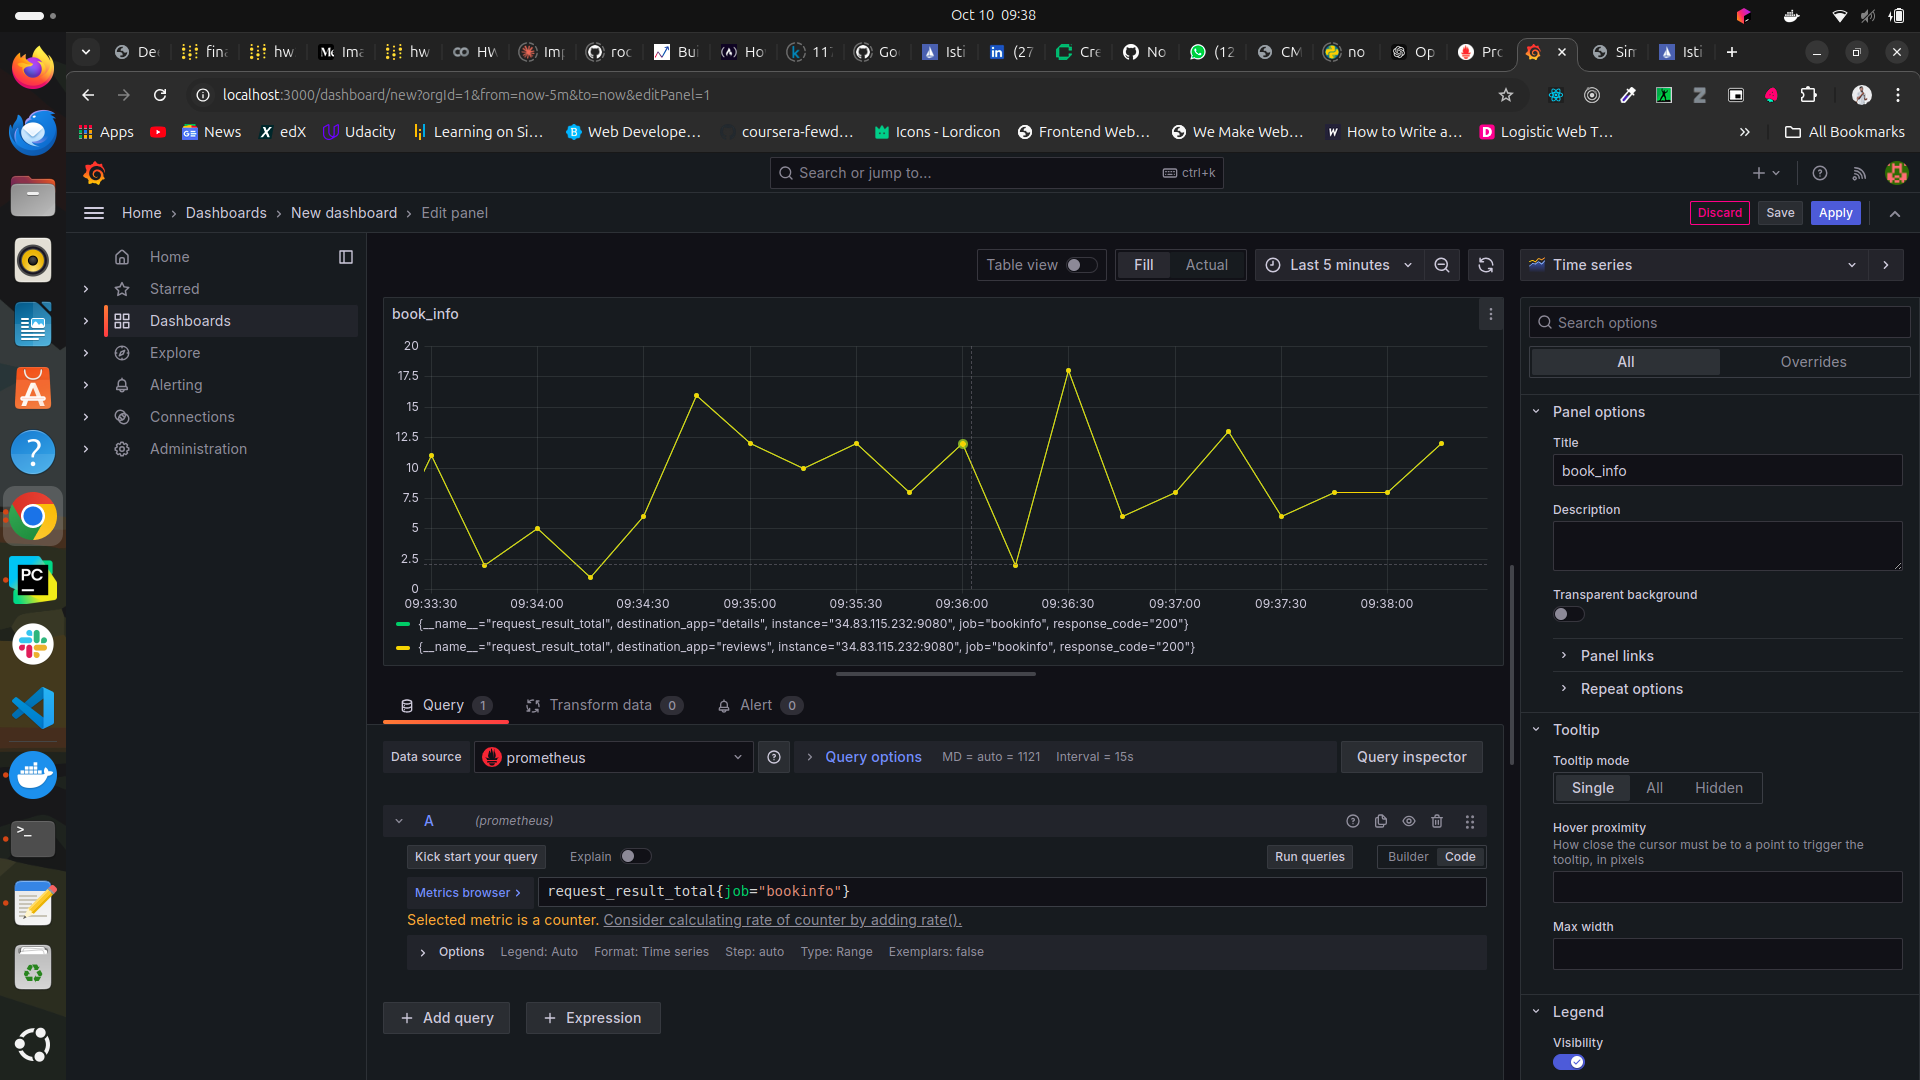 Oct 10 09:38
De
fin
hw
Ima
hw
HW
Imp
roc
Bui
Ho
117
Go
Isti
(27
Cre
No
(12
CM
no
Op
Pro
Sim
Isti
localhost:3000/dashboard/new?orgId=1&from=now-5m&to=now&editPanel=1
Apps
News
edX
Udacity
Learning on Si...
Web Develope...
coursera-fewd...
Icons - Lordicon
Frontend Web...
We Make Web...
How to Write a...
Logistic Web T...
All Bookmarks
Search or jump to...
ctrl+k
Home › Dashboards › New dashboard › Edit panel
Discard
Save
Apply
Home
Starred
Dashboards
Explore
Alerting
Connections
Administration
Table view
Fill
Actual
Last 5 minutes
Time series
book_info
20
17.5
15
12.5
10
7.5
5
2.5
0
09:33:30 09:34:00 09:34:30 09:35:00 09:35:30 09:36:00 09:36:30 09:37:00 09:37:30 09:38:00
{__name__="request_result_total", destination_app="details", instance="34.83.115.232:9080", job="bookinfo", response_code="200"}
{__name__="request_result_total", destination_app="reviews", instance="34.83.115.232:9080", job="bookinfo", response_code="200"}
Query 1
Transform data 0
Alert 0
Data source
prometheus
Query options
MD = auto = 1121
Interval = 15s
Query inspector
A
(prometheus)
Kick start your query
Explain
Run queries
Builder
Code
Metrics browser >
request_result_total{job="bookinfo"}
Selected metric is a counter. Consider calculating rate of counter by adding rate().
Options
Legend: Auto
Format: Time series
Step: auto
Type: Range
Exemplars: false
+ Add query
+ Expression
Search options
All
Overrides
Panel options
Title
book_info
Description
Transparent background
Panel links
Repeat options
Tooltip
Tooltip mode
Single
All
Hidden
Hover proximity
How close the cursor must be to a point to trigger the
tooltip, in pixels
Max width
Legend
Visibility
PC